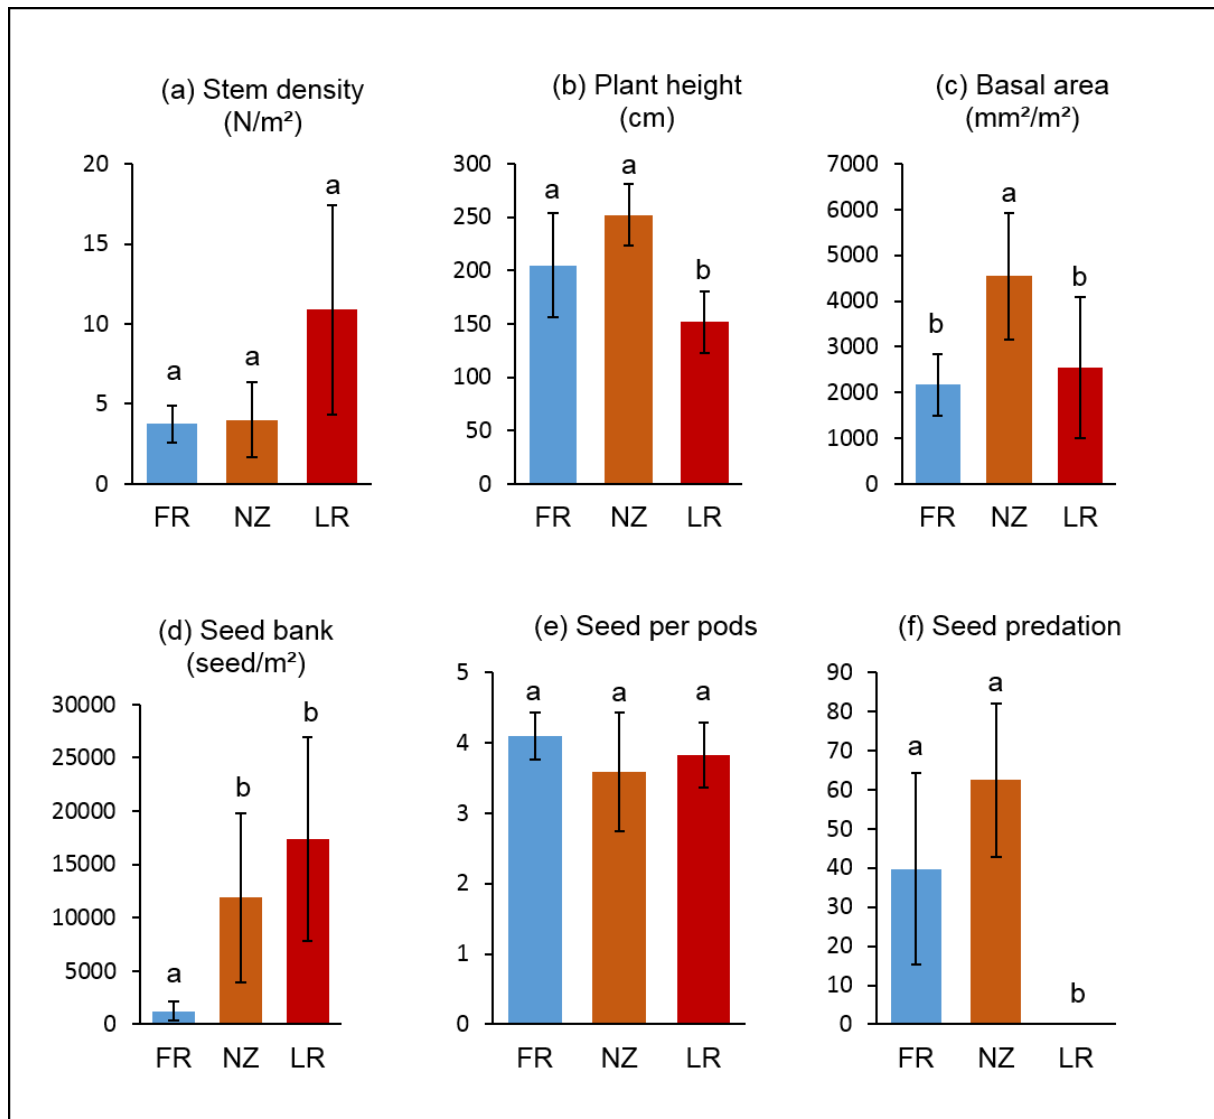 (a) Stem density
(N/m²)
20
15
10
5
0
a
a
a
FR NZ LR
(b) Plant height
(cm)
300
250
200
150
100
50
0
a
a
b
FR NZ LR
(c) Basal area
(mm²/m²)
7000
6000
5000
4000
3000
2000
1000
0
b
a
b
FR NZ LR
(d) Seed bank
(seed/m²)
30000
25000
20000
15000
10000
5000
0
a
b
b
FR NZ LR
(e) Seed per pods
5
4
3
2
1
0
a
a
a
FR NZ LR
(f) Seed predation
90
80
70
60
50
40
30
20
10
0
a
a
b
FR NZ LR